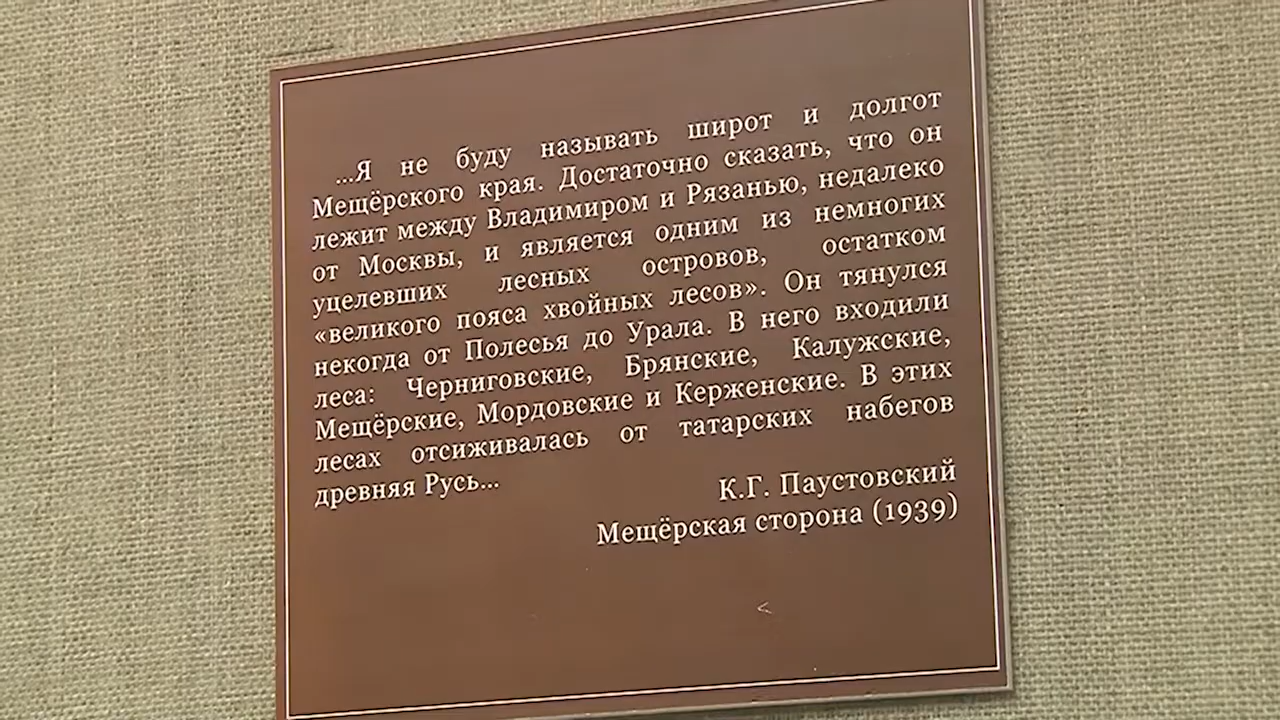 ...Я не буду называть широт и долгот
Мещёрского края. Достаточно сказать, что он
лежит между Владимиром и Рязанью, недалеко
от Москвы, и является одним из немногих
уцелевших лесных островов, остатком
«великого пояса хвойных лесов». Он тянулся
некогда от Полесья до Урала. В него входили
леса: Черниговские, Брянские, Калужские,
Мещёрские, Мордовские и Керженские. В этих
лесах отсиживалась от татарских набегов
древняя Русь...
К.Г. Паустовский
Мещёрская сторона (1939)